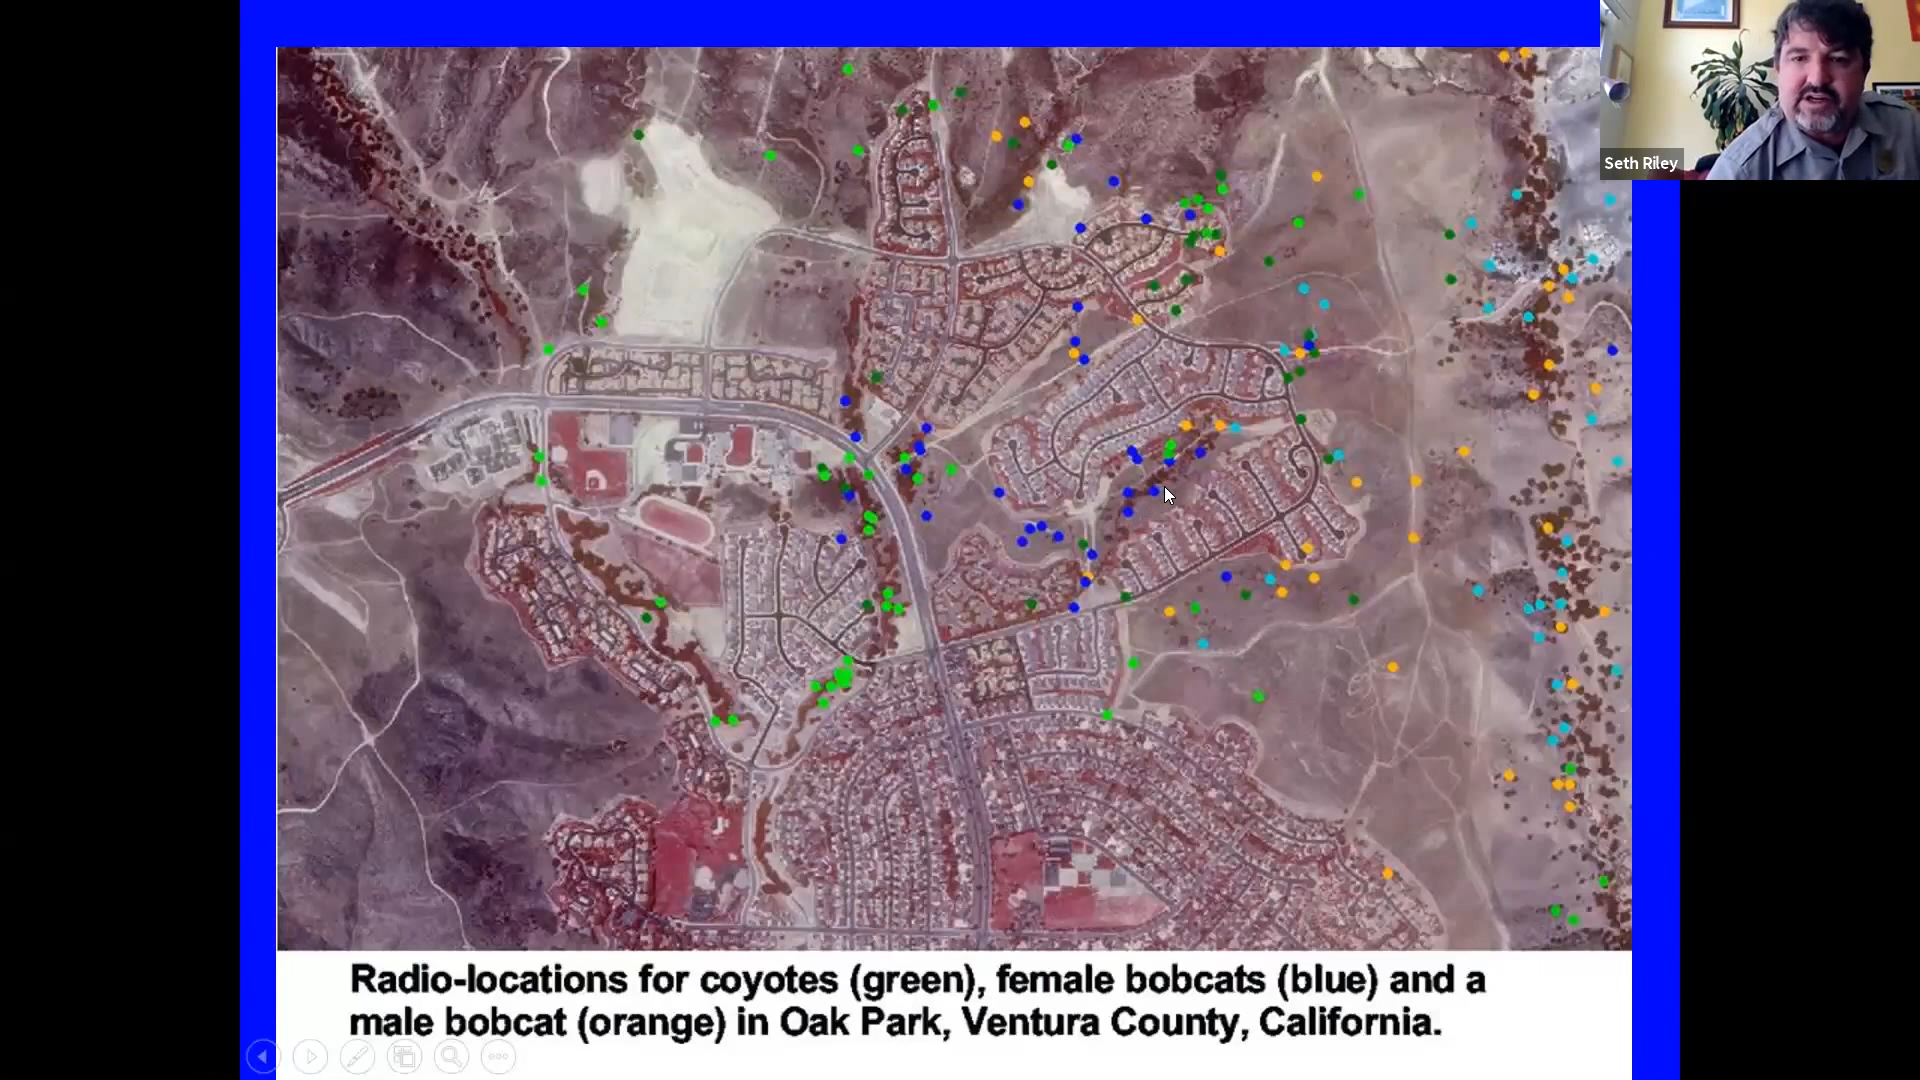 Seth Riley
Radio-locations for coyotes (green), female bobcats (blue) and a
male bobcat (orange) in Oak Park, Ventura County, California.